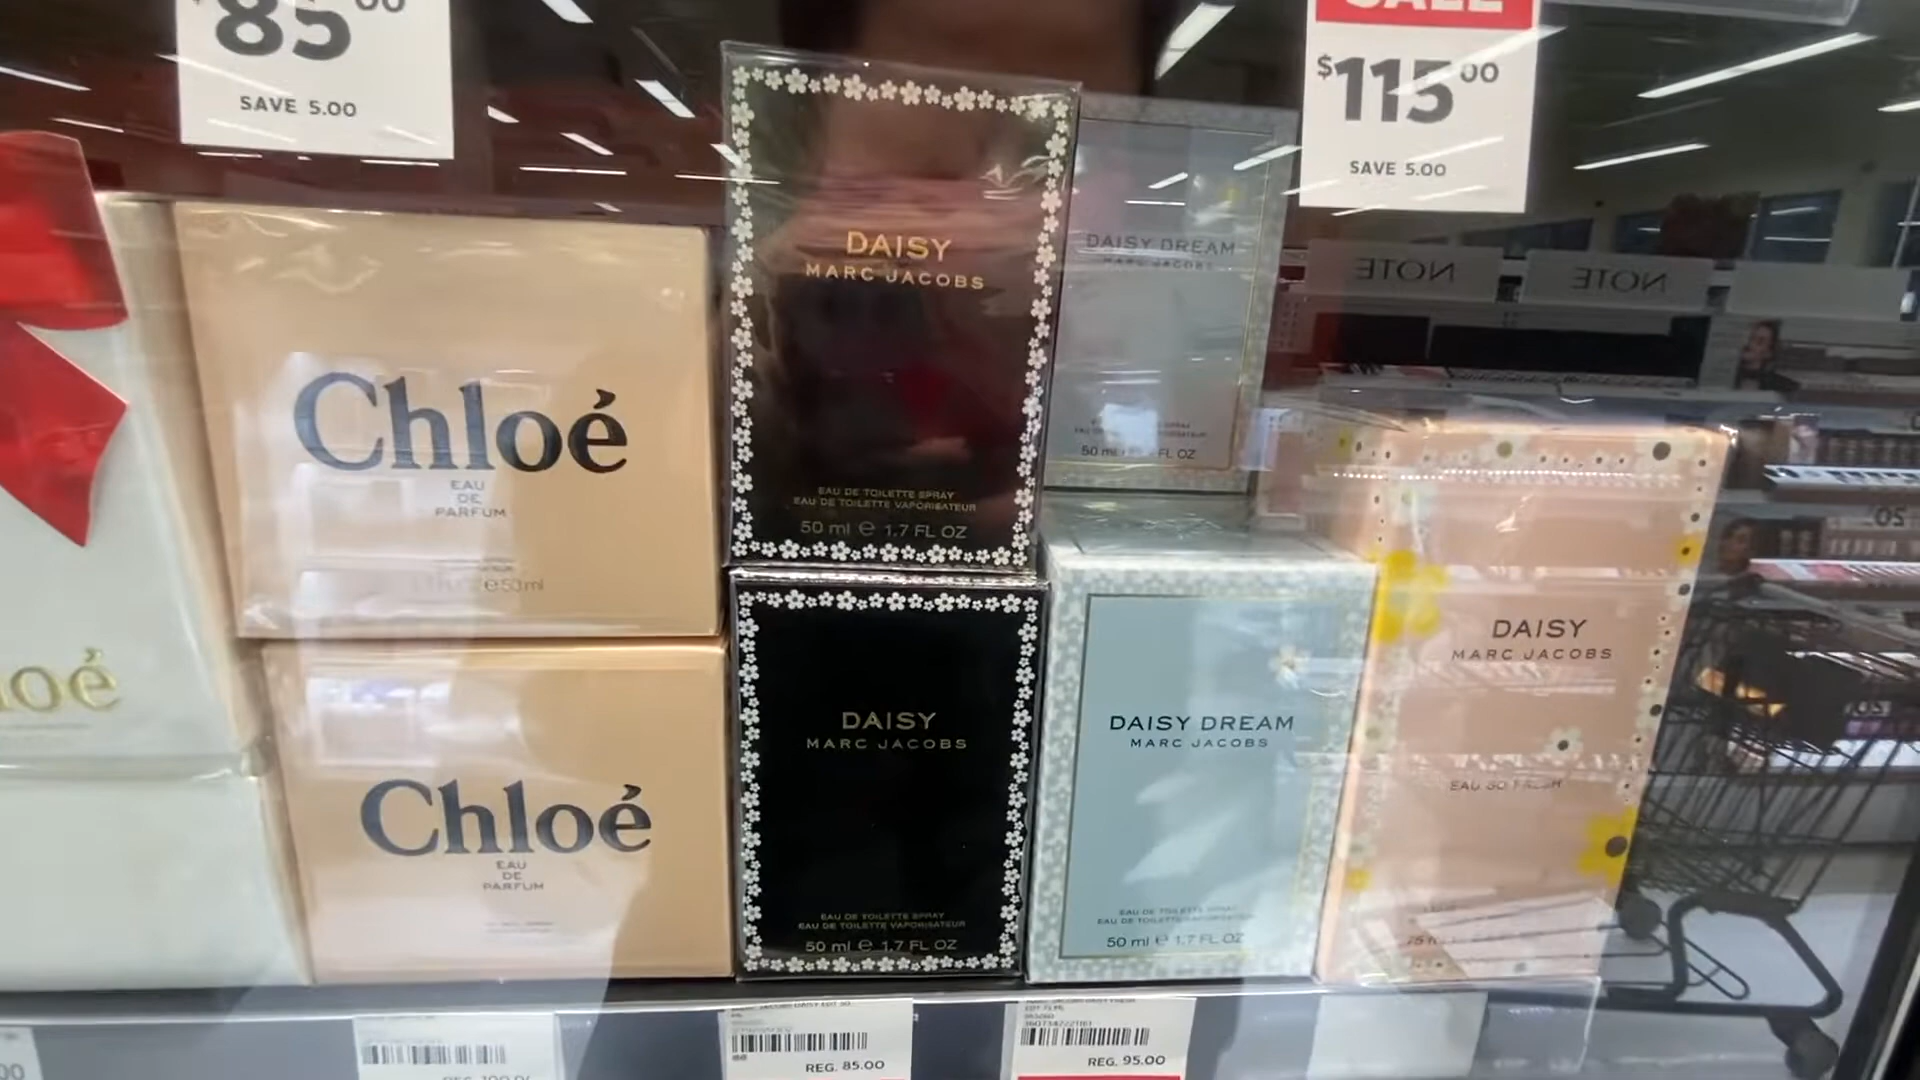 $85 00
SAVE 5.00
SALE
$115 00
SAVE 5.00
NOTE
NOTE
Chloé
EAU
DE
PARFUM
e 50 ml
DAISY
MARC JACOBS
EAU DE TOILETTE SPRAY
EAU DE TOILETTE VAPORISATEUR
50 ml e 1.7 FL OZ
DAISY DREAM
MARC JACOBS
50 ml FL OZ
loé
Chloé
EAU
DE
PARFUM
DAISY
MARC JACOBS
EAU DE TOILETTE SPRAY
EAU DE TOILETTE VAPORISATEUR
50 ml e 1.7 FL OZ
DAISY DREAM
MARC JACOBS
EAU DE TOILETTE SPRAY
EAU DE TOILETTE VAPORISATEUR
50 ml e 1.7 FL OZ
DAISY
MARC JACOBS
EAU SO FRESH
REG. 85.00
REG. 95.00